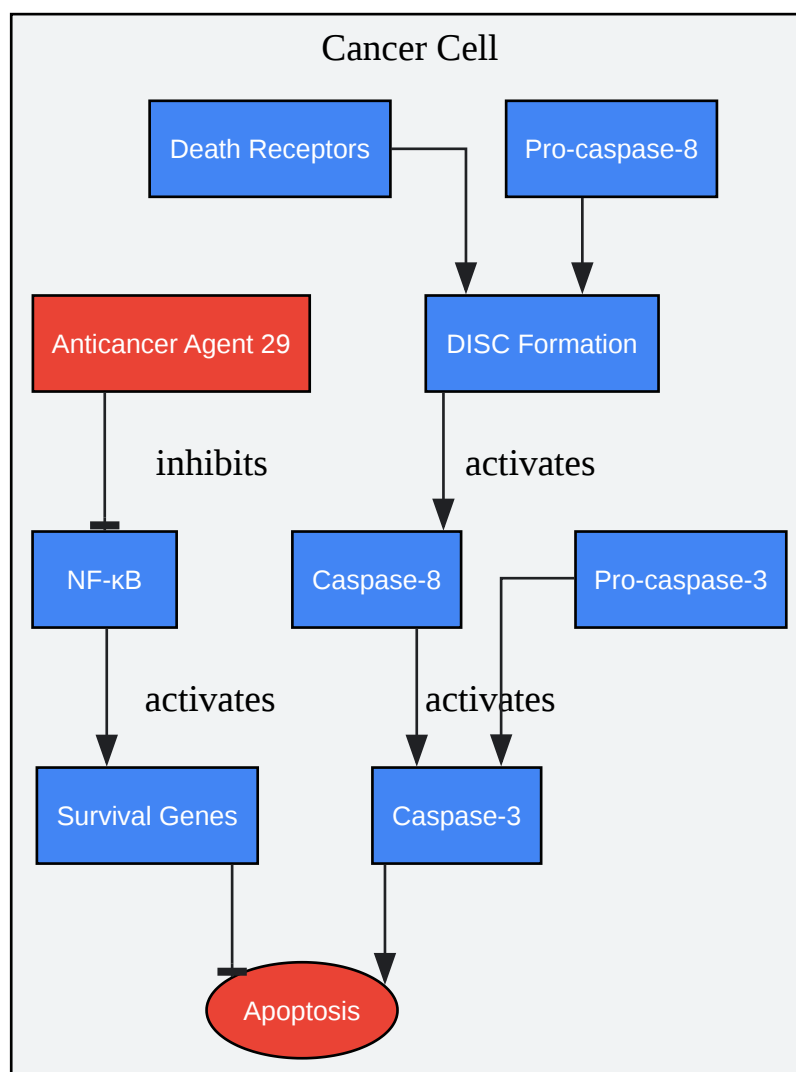 Cancer Cell
Death Receptors
Pro-caspase-8
Anticancer Agent 29
DISC Formation
inhibits
activates
NF-κB
Caspase-8
Pro-caspase-3
activates
activates
Survival Genes
Caspase-3
Apoptosis